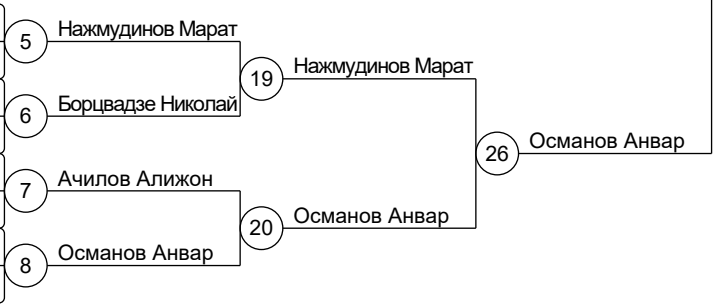 5
Нажмудинов Марат
19
Нажмудинов Марат
6
Борцвадзе Николай
26
Османов Анвар
7
Ачилов Алижон
20
Османов Анвар
8
Османов Анвар